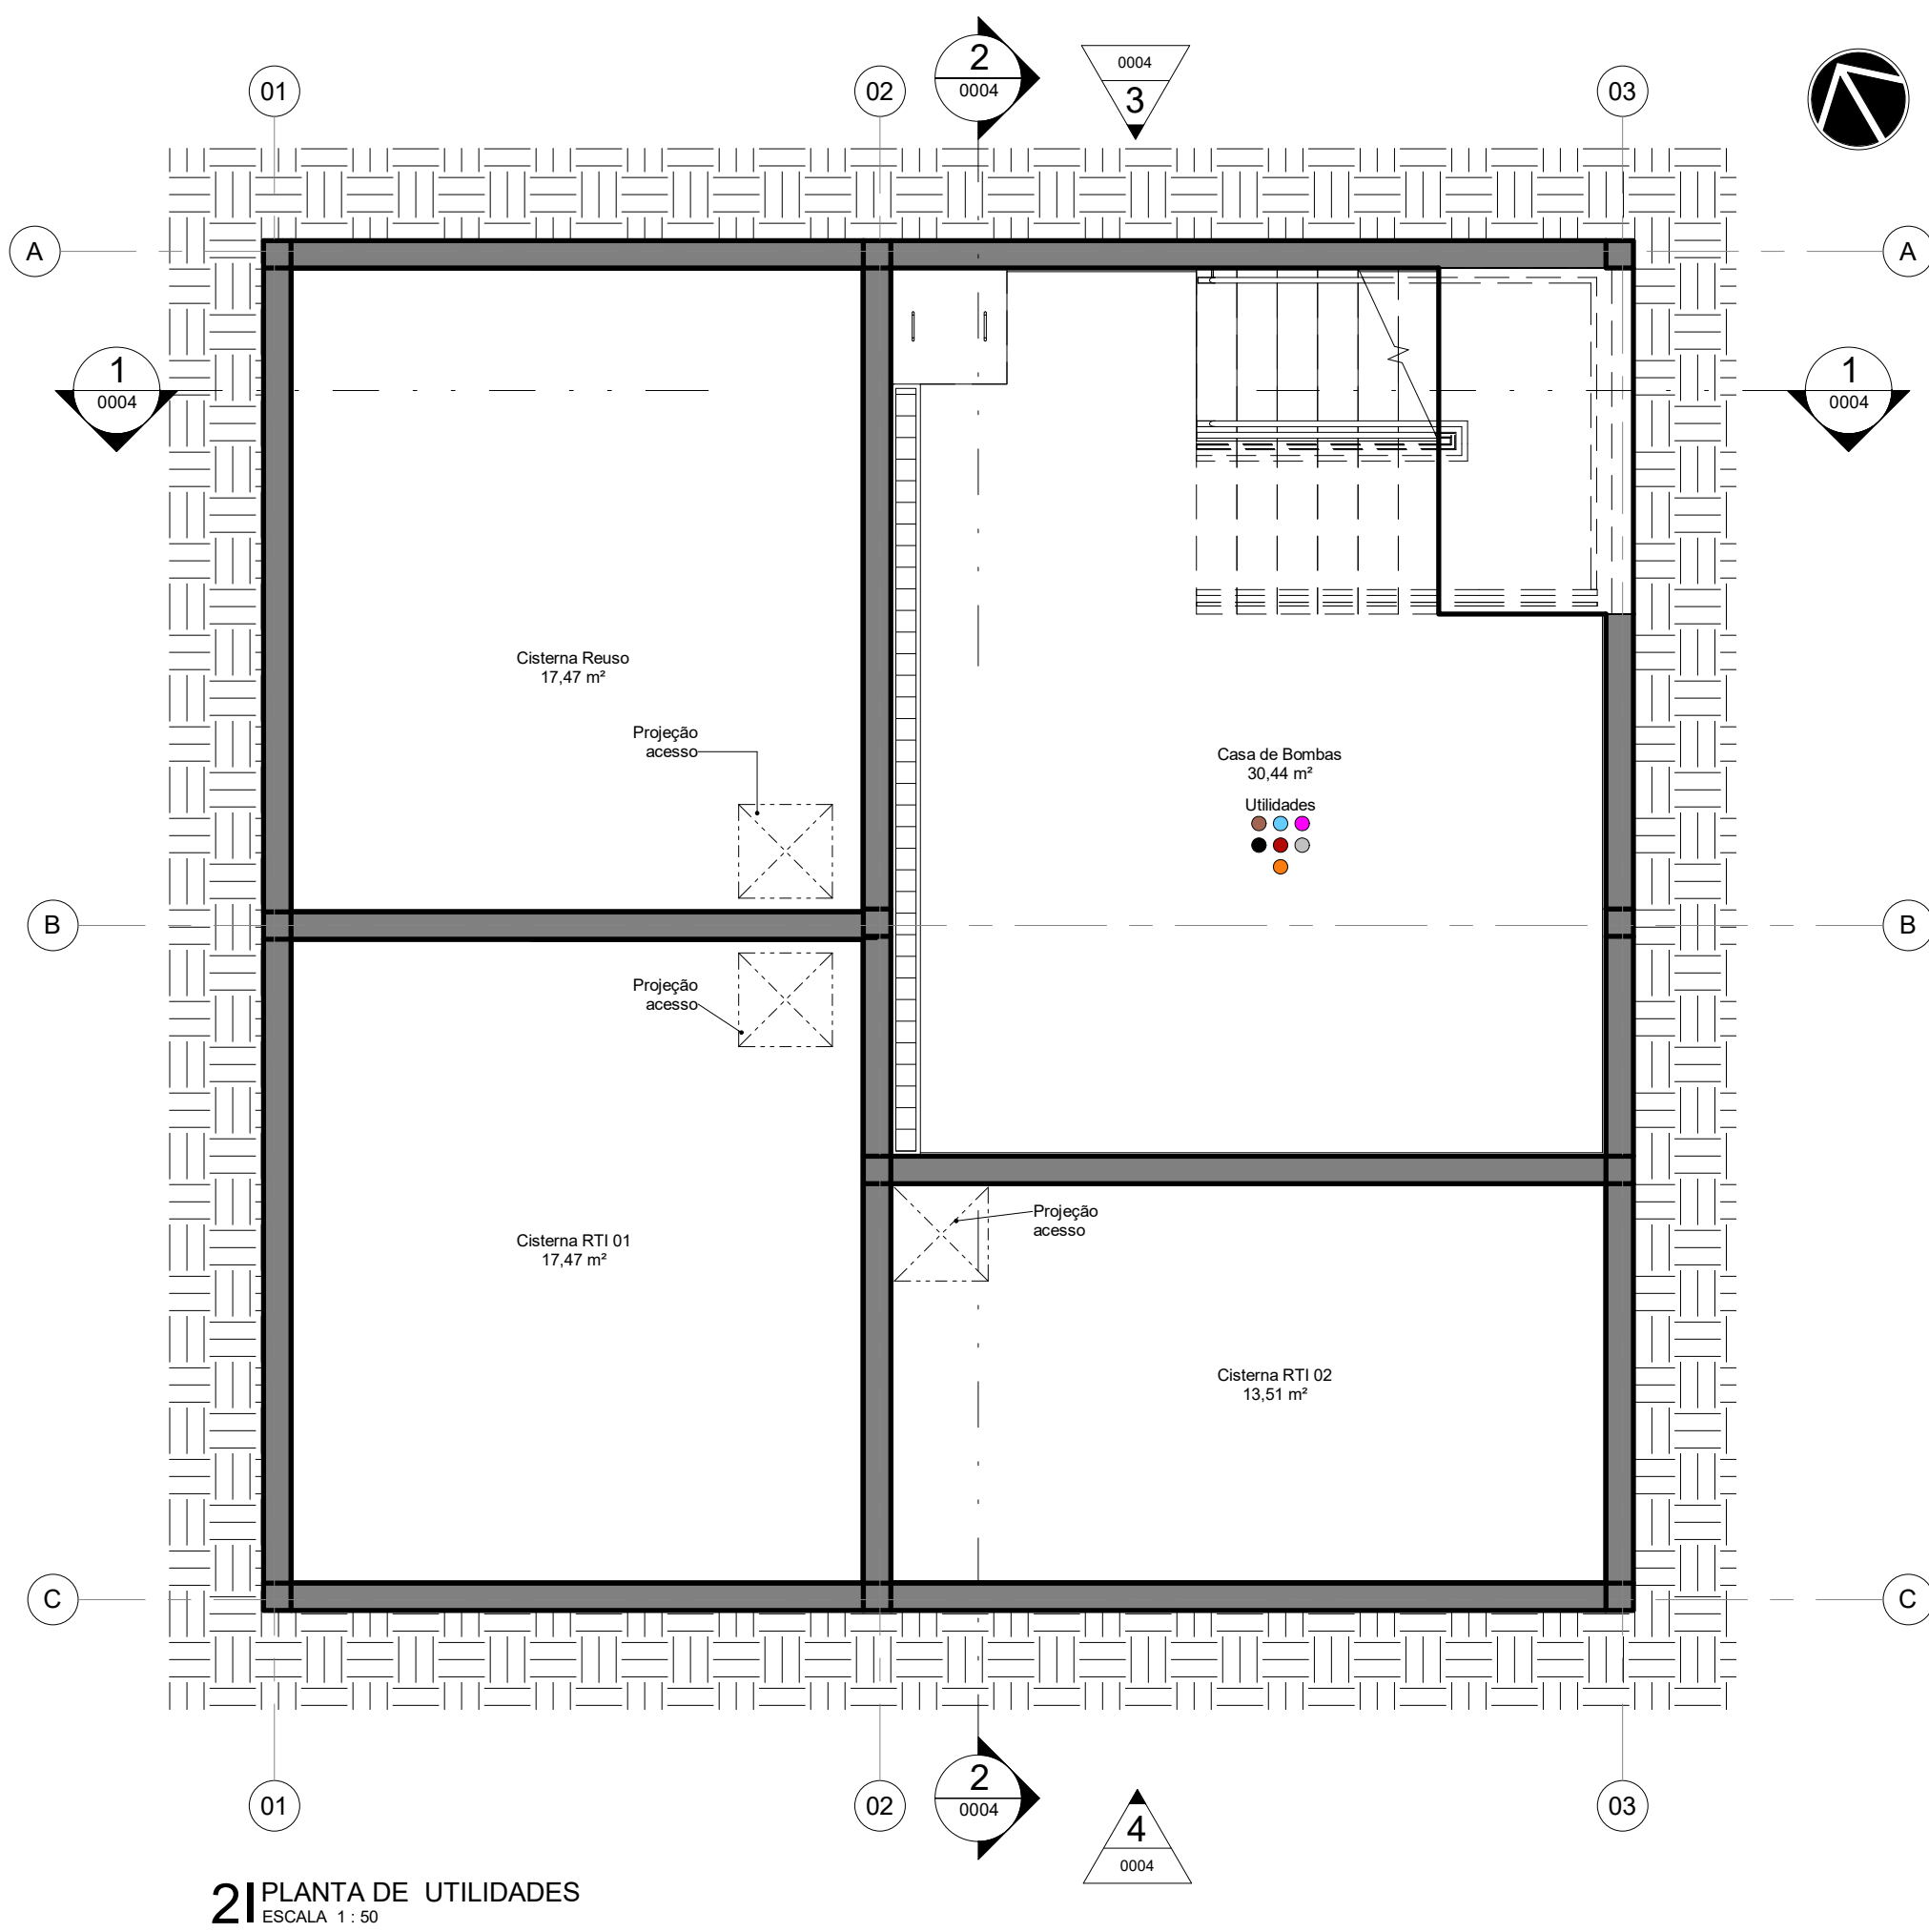 2
0004
0004
3
01
02
03
A
A
1
0004
1
0004
Cisterna Reuso
17,47 m²
Projeção
acesso
Casa de Bombas
30,44 m²
Utilidades
B
B
Projeção
acesso
Projeção
acesso
Cisterna RTI 01
17,47 m²
Cisterna RTI 02
13,51 m²
C
C
01
02
2
0004
4
0004
03
2 PLANTA DE UTILIDADES
ESCALA 1 : 50